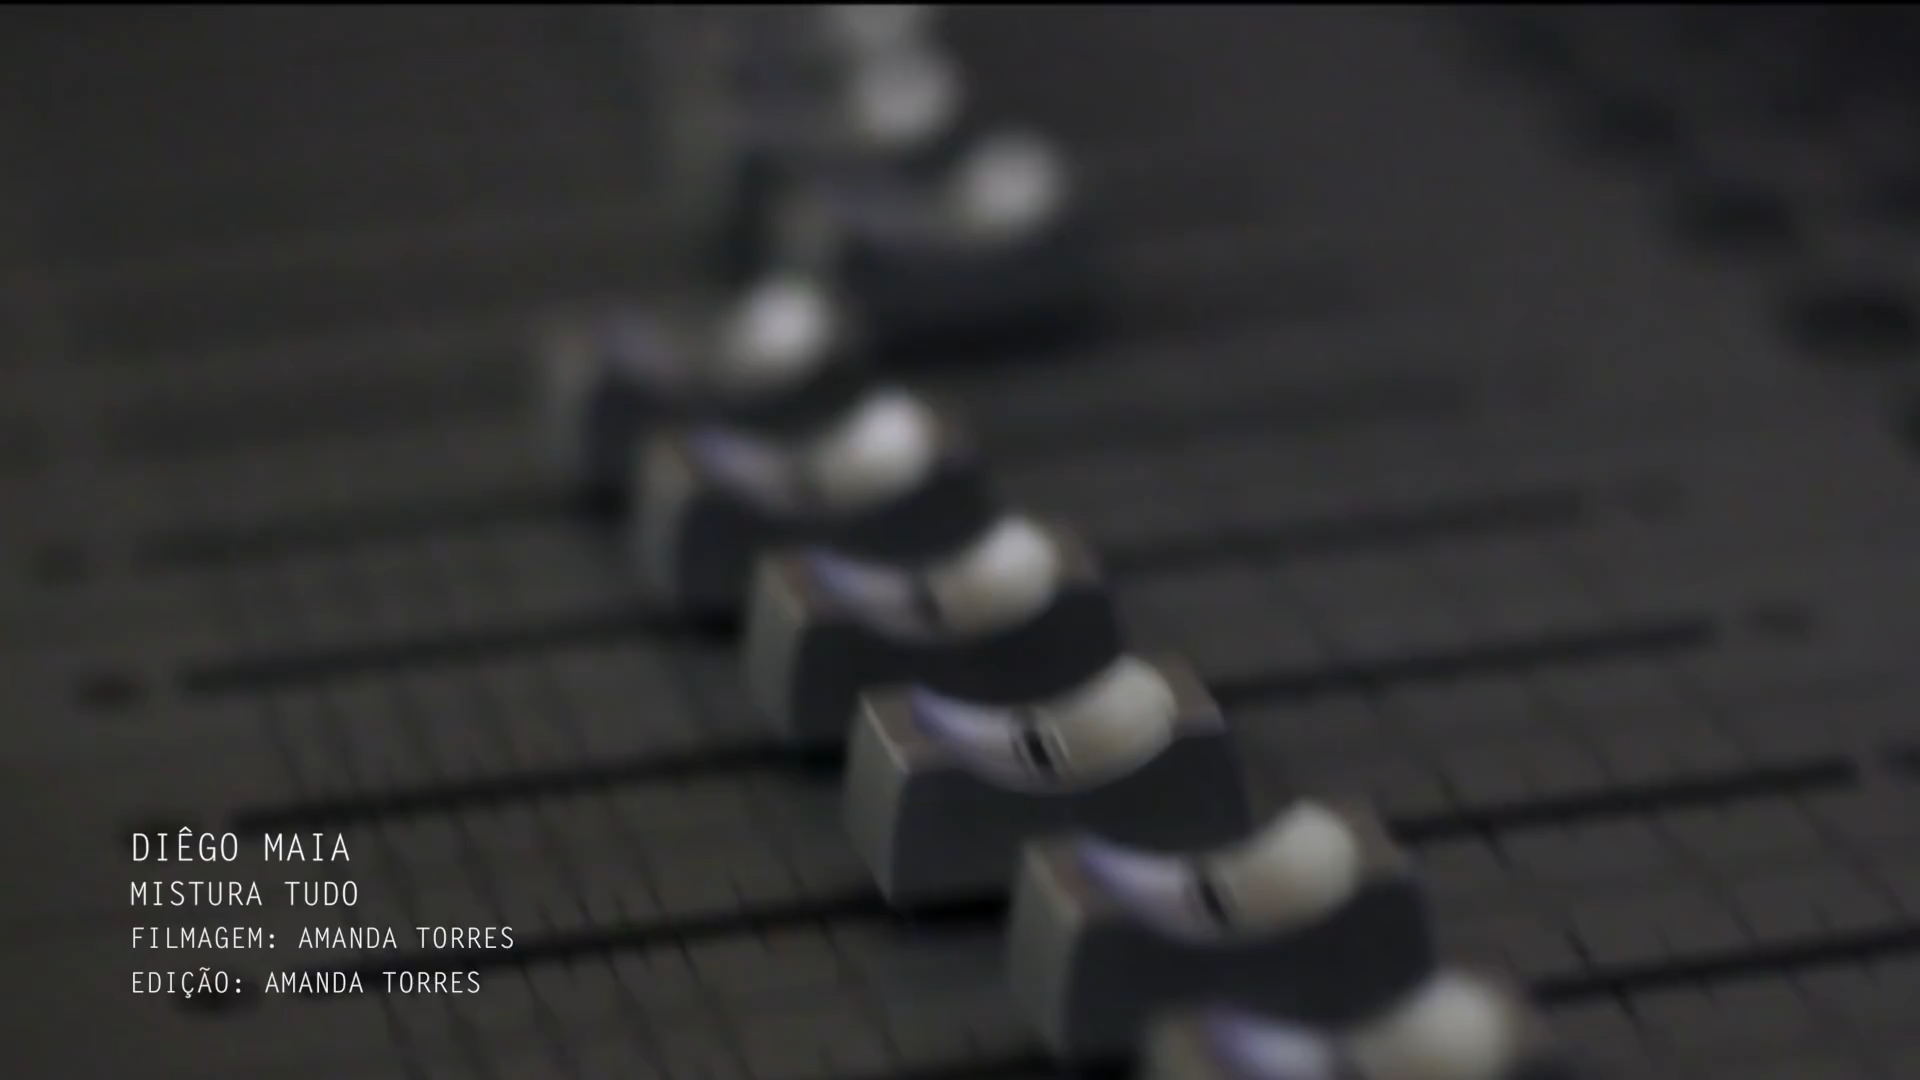 DIÊGO MAIA
MISTURA TUDO
FILMAGEM: AMANDA TORRES
EDIÇÃO: AMANDA TORRES